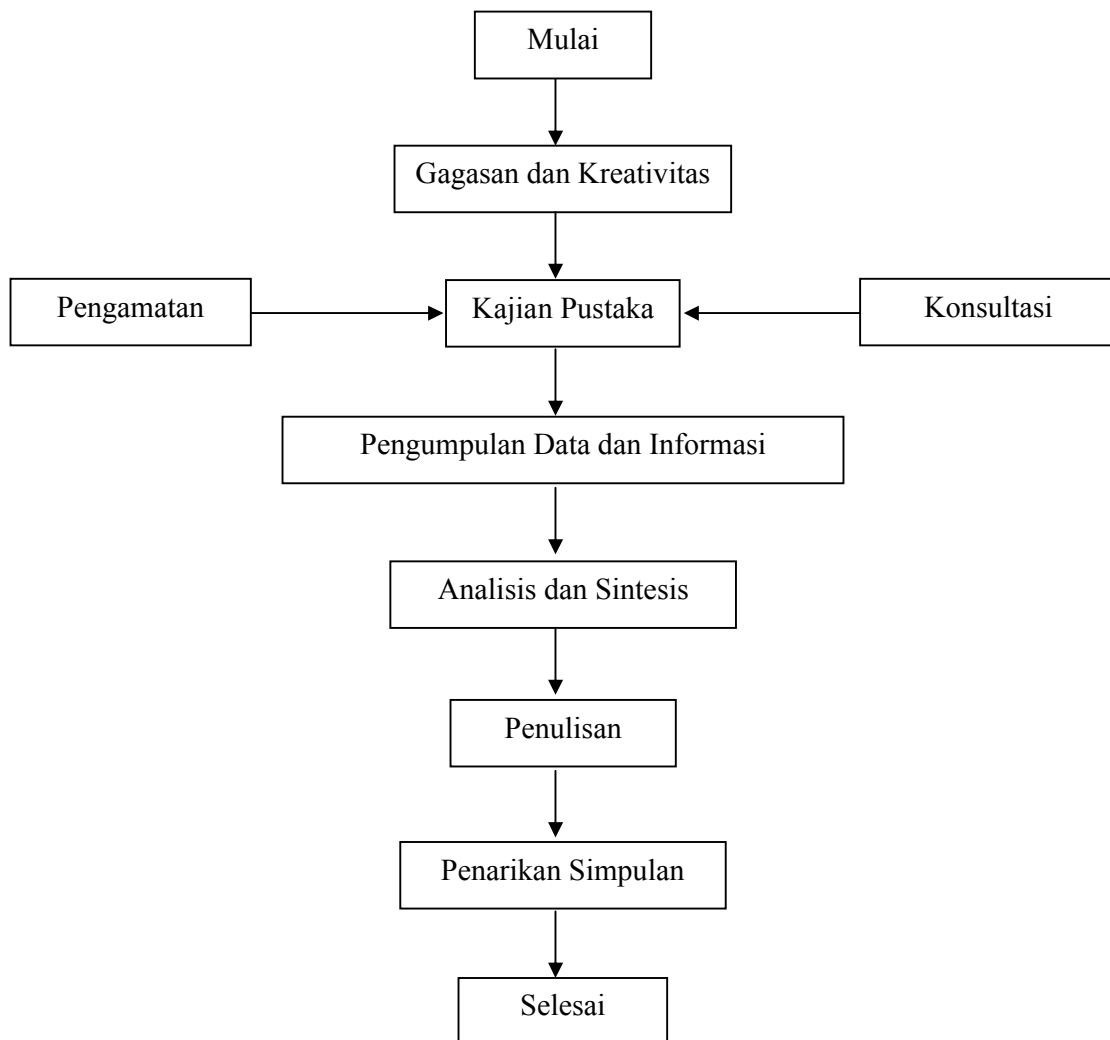 Mulai
Gagasan dan Kreativitas
Pengamatan
Kajian Pustaka
Konsultasi
Pengumpulan Data dan Informasi
Analisis dan Sintesis
Penulisan
Penarikan Simpulan
Selesai